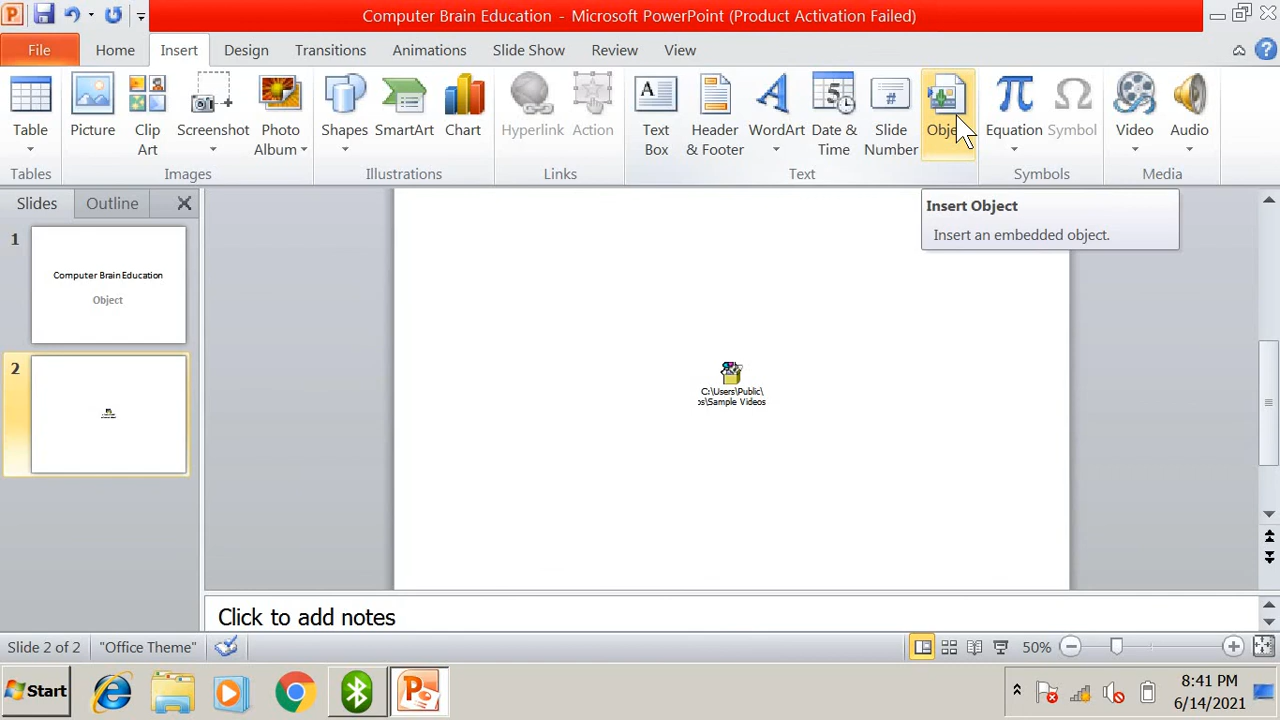 Computer Brain Education - Microsoft PowerPoint (Product Activation Failed)
File Home Insert Design Transitions Animations Slide Show Review View
Table Picture Clip Art Screenshot Photo Album Shapes SmartArt Chart Hyperlink Action Text Box Header & Footer WordArt Date & Time Slide Number Equation Symbol Video Audio
Tables Images Illustrations Links Text Symbols Media
Slides Outline
Insert Object
Insert an embedded object.
1
Computer Brain Education
Object
2
C:\Users\Public\
os\Sample Videos
Click to add notes
Slide 2 of 2 "Office Theme" 50%
Start 8:41 PM
6/14/2021